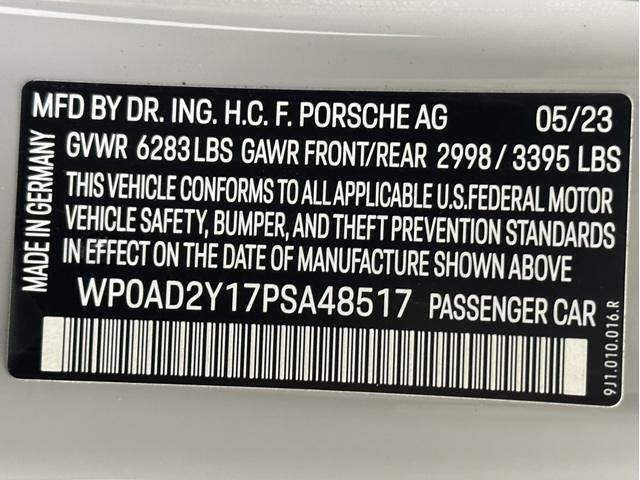 MFD BY DR. ING. H.C. F. PORSCHE AG 05/23
GVWR 6283 LBS GAWR FRONT/REAR 2998 / 3395 LBS
THIS VEHICLE CONFORMS TO ALL APPLICABLE U.S.FEDERAL MOTOR
VEHICLE SAFETY, BUMPER, AND THEFT PREVENTION STANDARDS
IN EFFECT ON THE DATE OF MANUFACTURE SHOWN ABOVE
WP0AD2Y17PSA48517 PASSENGER CAR
MADE IN GERMANY
9J1.010.016.R